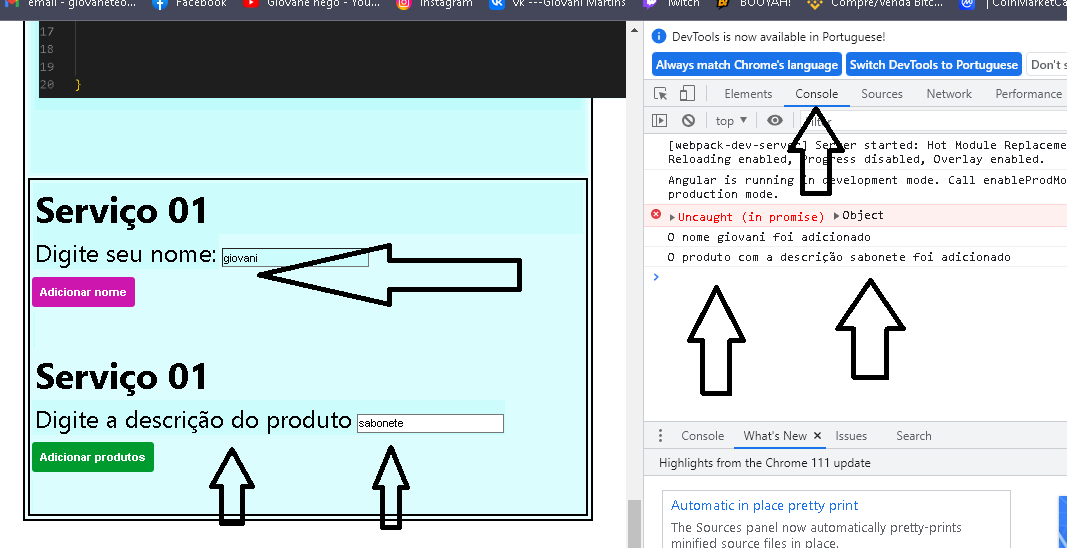 email - giovaneteo...
Facebook
Giovane nego - You...
Instagram
vk ---Giovani Martins
Twitch
BOOYAH!
Compre/Venda Bitc...
| CoinMarketCa
17
18
19
20 }
Serviço 01
Digite seu nome: giovani
Adicionar nome
Serviço 01
Digite a descrição do produto sabonete
Adicionar produtos
DevTools is now available in Portuguese!
Always match Chrome's language
Switch DevTools to Portuguese
Don't s
Elements Console Sources Network Performance
top ▼ Filter
[webpack-dev-server] Server started: Hot Module Replaceme
Reloading enabled, Progress disabled, Overlay enabled.
Angular is running in development mode. Call enableProdMo
production mode.
▶Uncaught (in promise) ▶Object
O nome giovani foi adicionado
O produto com a descrição sabonete foi adicionado
>
Console What's New × Issues Search
Highlights from the Chrome 111 update
Automatic in place pretty print
The Sources panel now automatically pretty-prints
minified source files in place.